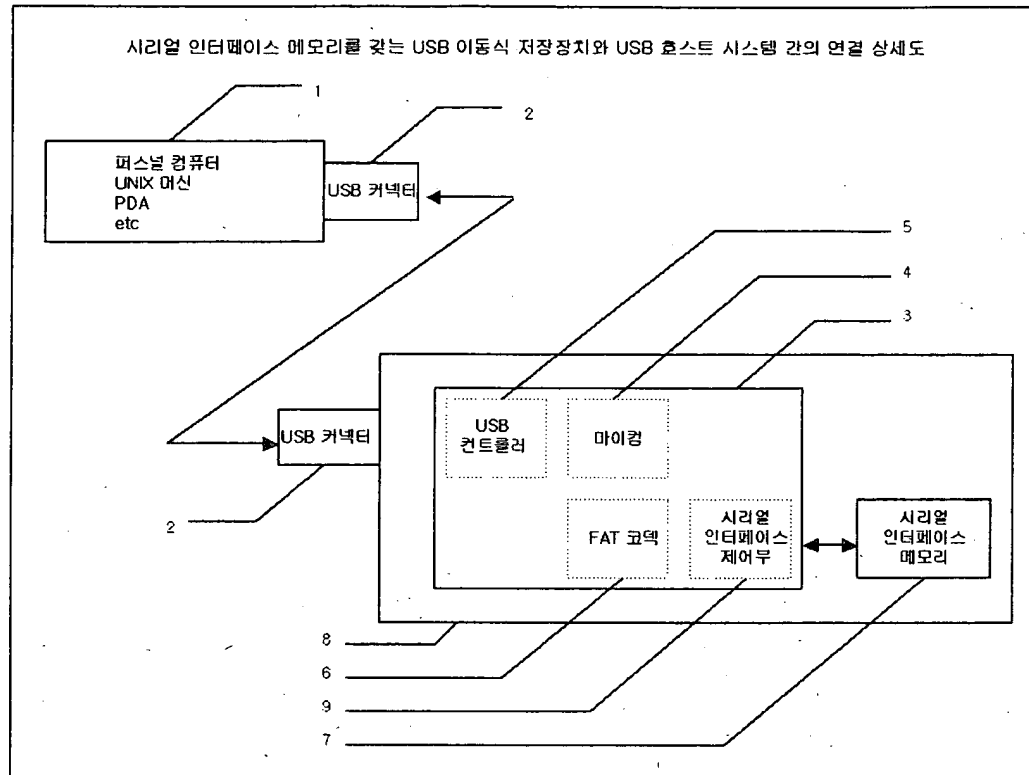 시리얼 인터페이스 메모리를 갖는 USB 이동식 저장장치와 USB 호스트 시스템 간의 연결 상세도
1
2
퍼스널 컴퓨터
UNIX 머신
PDA
etc
USB 커넥터
5
4
3
USB 커넥터
USB
컨트롤러
마이컴
2
FAT 코덱
시리얼
인터페이스
제어부
시리얼
인터페이스
메모리
8
6
9
7